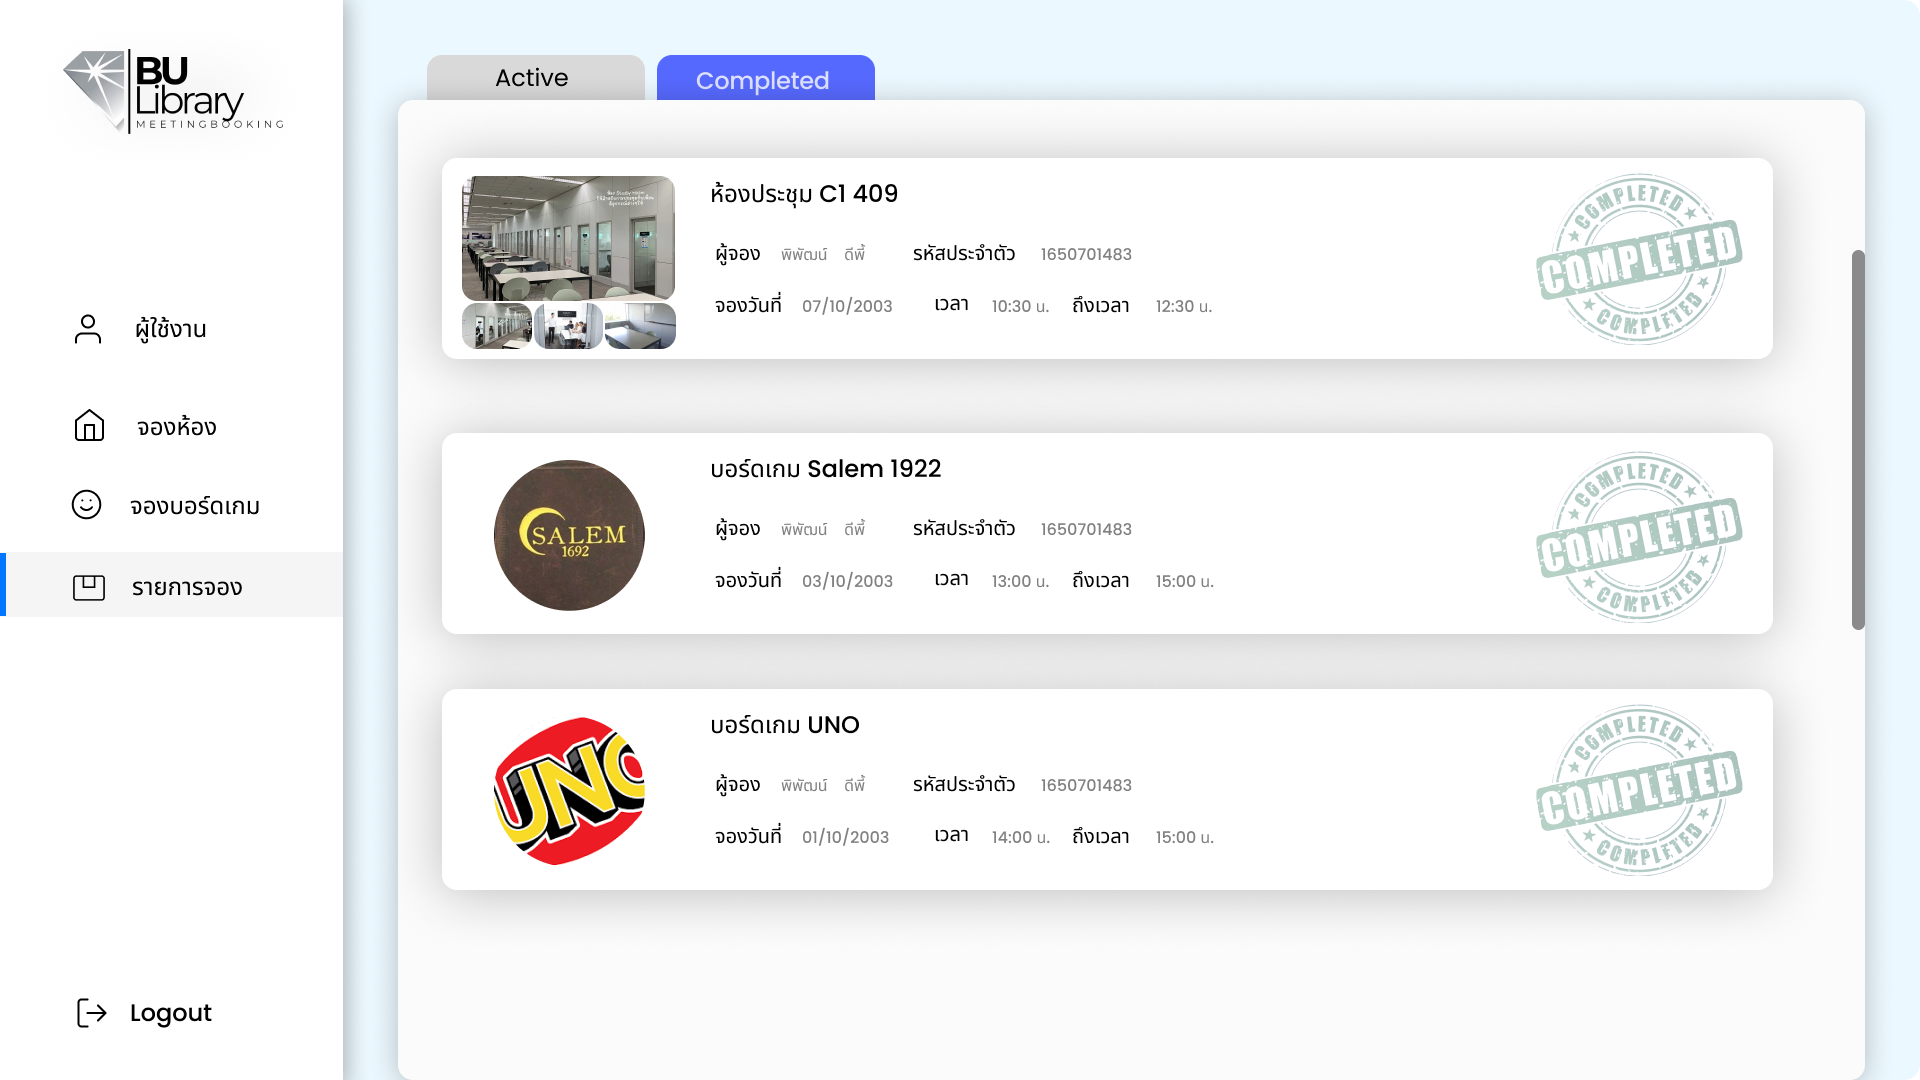 BU
Library
MEETINGBOOKING
ผู้ใช้งาน
จองห้อง
จองบอร์ดเกม
รายการจอง
Logout
Active
Completed
ห้องประชุม C1 409
ผู้จอง พิพัฒน์ ดีพี้ รหัสประจำตัว 1650701483
จองวันที่ 07/10/2003 เวลา 10:30 น. ถึงเวลา 12:30 น.
COMPLETED
COMPLETED
COMPLETED
บอร์ดเกม Salem 1922
SALEM
1692
ผู้จอง พิพัฒน์ ดีพี้ รหัสประจำตัว 1650701483
จองวันที่ 03/10/2003 เวลา 13:00 น. ถึงเวลา 15:00 น.
COMPLETED
COMPLETED
COMPLETED
บอร์ดเกม UNO
UNO
ผู้จอง พิพัฒน์ ดีพี้ รหัสประจำตัว 1650701483
จองวันที่ 01/10/2003 เวลา 14:00 น. ถึงเวลา 15:00 น.
COMPLETED
COMPLETED
COMPLETED